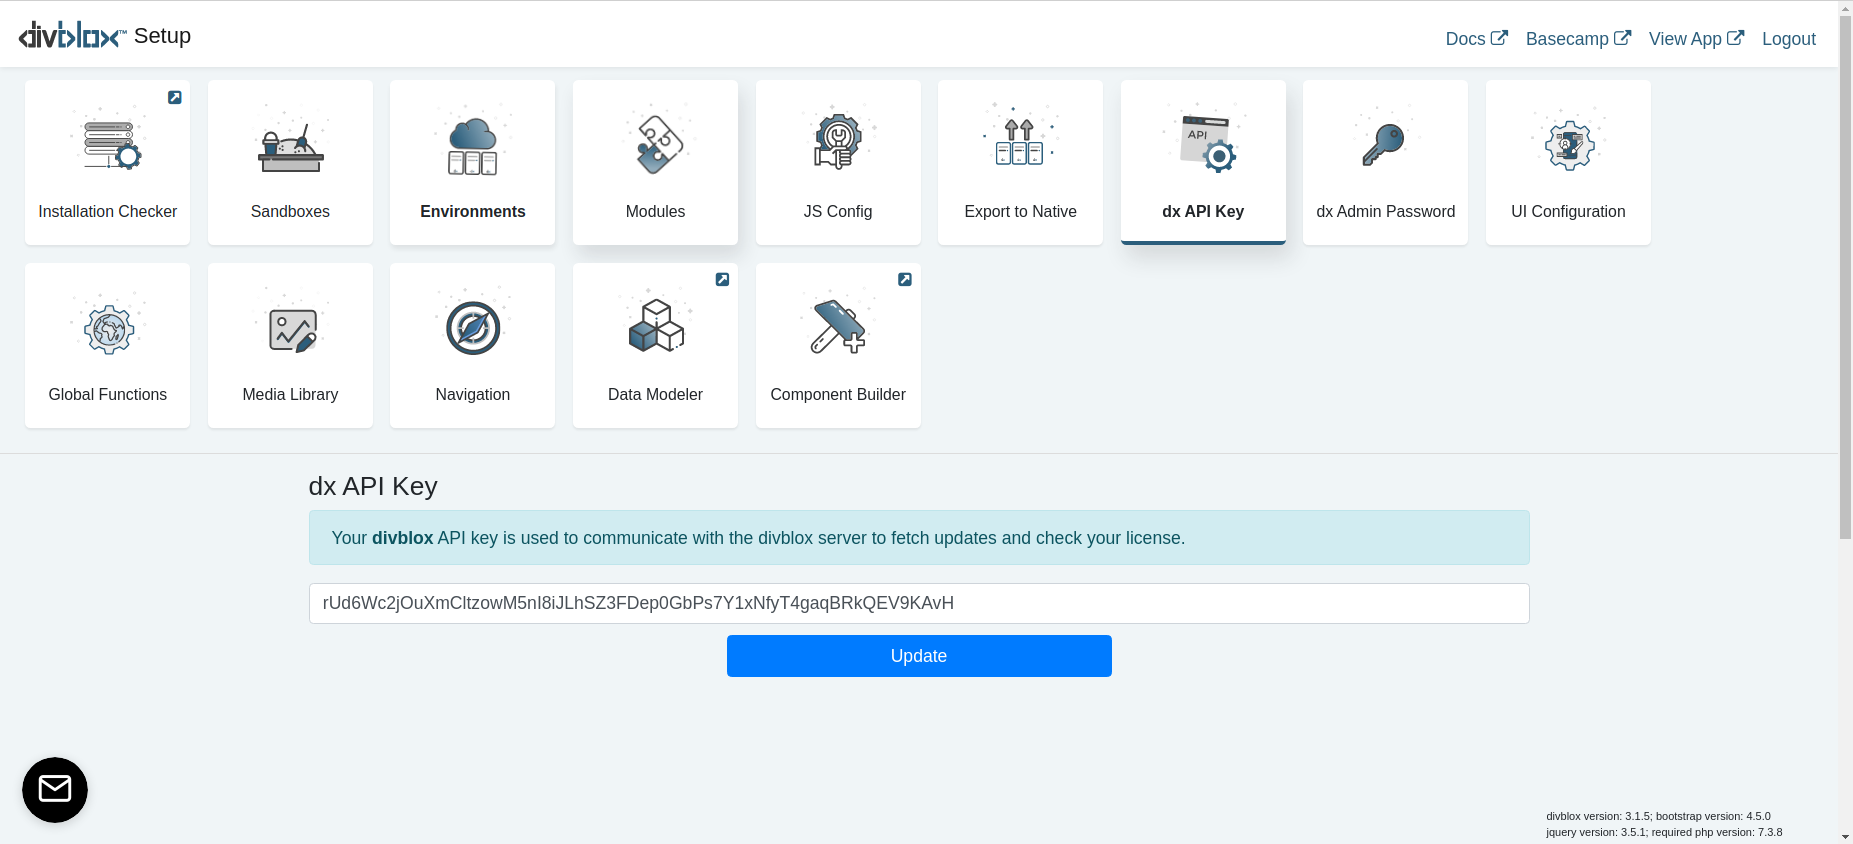 divblox™ Setup
Docs Basecamp View App Logout
API
Installation Checker Sandboxes Environments Modules JS Config Export to Native dx API Key dx Admin Password UI Configuration
Global Functions Media Library Navigation Data Modeler Component Builder
dx API Key
Your divblox API key is used to communicate with the divblox server to fetch updates and check your license.
rUd6Wc2jOuXmCltzowM5nI8iJLhSZ3FDep0GbPs7Y1xNfyT4gaqBRkQEV9KAvH
Update
divblox version: 3.1.5; bootstrap version: 4.5.0
jquery version: 3.5.1; required php version: 7.3.8